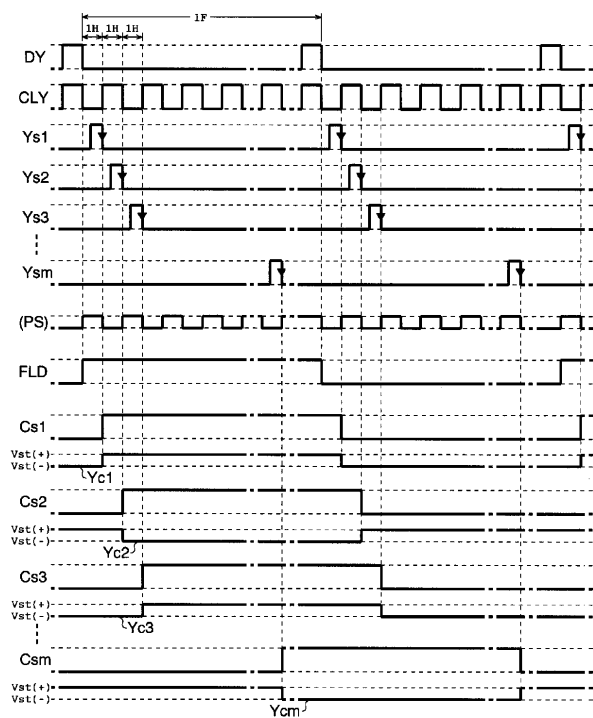 1F
1H 1H 1H
DY
CLY
Ys1
Ys2
Ys3
Ysm
(PS)
FLD
Cs1
Vst(+)
Vst(-)
Yc1
Cs2
Vst(+)
Vst(-)
Yc2
Cs3
Vst(+)
Vst(-)
Yc3
Csm
Vst(+)
Vst(-)
Ycm